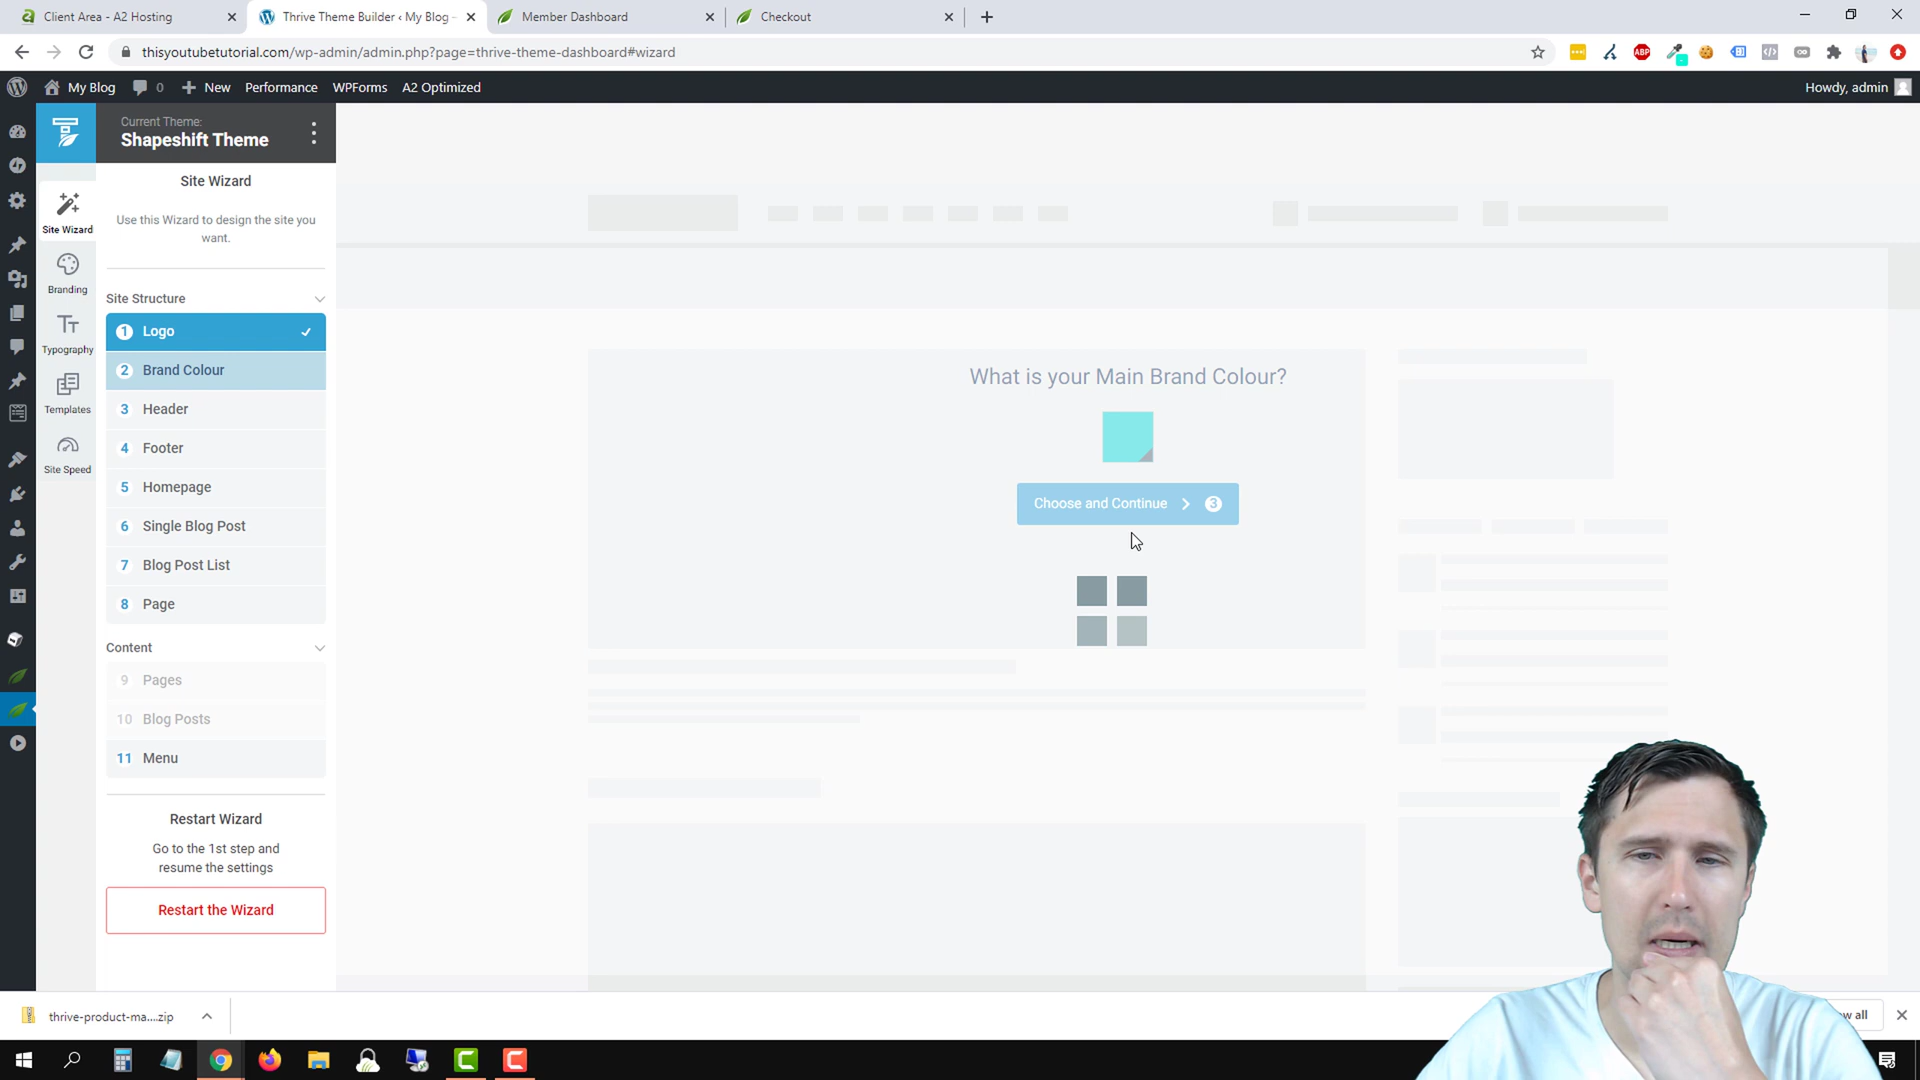 Client Area - A2 Hosting
Thrive Theme Builder ‹ My Blog -
Member Dashboard
Checkout
thisyoutubetutorial.com/wp-admin/admin.php?page=thrive-theme-dashboard#wizard
ABP
My Blog
0
New
Performance
WPForms
A2 Optimized
Howdy, admin
Current Theme:
Shapeshift Theme
Site Wizard
Use this Wizard to design the site you
want.
Site Wizard
Branding
Typography
Templates
Site Speed
Site Structure
1 Logo
2 Brand Colour
3 Header
4 Footer
5 Homepage
6 Single Blog Post
7 Blog Post List
8 Page
Content
9 Pages
10 Blog Posts
11 Menu
Restart Wizard
Go to the 1st step and
resume the settings
Restart the Wizard
What is your Main Brand Colour?
Choose and Continue
3
thrive-product-ma....zip
all